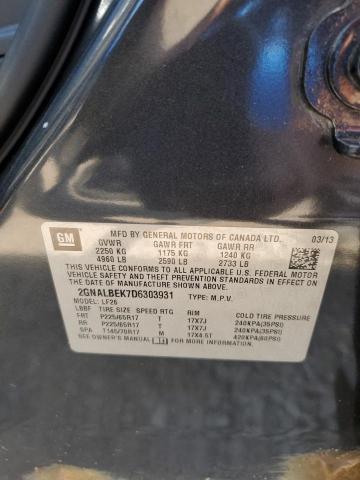 GM
MFD BY GENERAL MOTORS OF CANADA LTD.
03/13
GVWR GAWR FRT GAWR RR
2250 KG 1175 KG 1240 KG
4960 LB 2590 LB 2733 LB
THIS VEHICLE CONFORMS TO ALL APPLICABLE U.S. FEDERAL MOTOR
VEHICLE SAFETY AND THEFT PREVENTION STANDARDS IN EFFECT ON THE
DATE OF MANUFACTURE SHOWN ABOVE.
2GNALBEK7D6303931 TYPE: M.P.V.
MODEL: LF26
LBBF TIRE SIZE SPEED RTG RIM COLD TIRE PRESSURE
FRT P225/65R17 T 17X7J 240KPA(35PSI)
RR P225/65R17 T 17X7J 240KPA(35PSI)
SPA T145/70R17 M 17X4.5T 420KPA(60PSI)
SEE OWNER'S MANUAL FOR MORE INFORMATION.